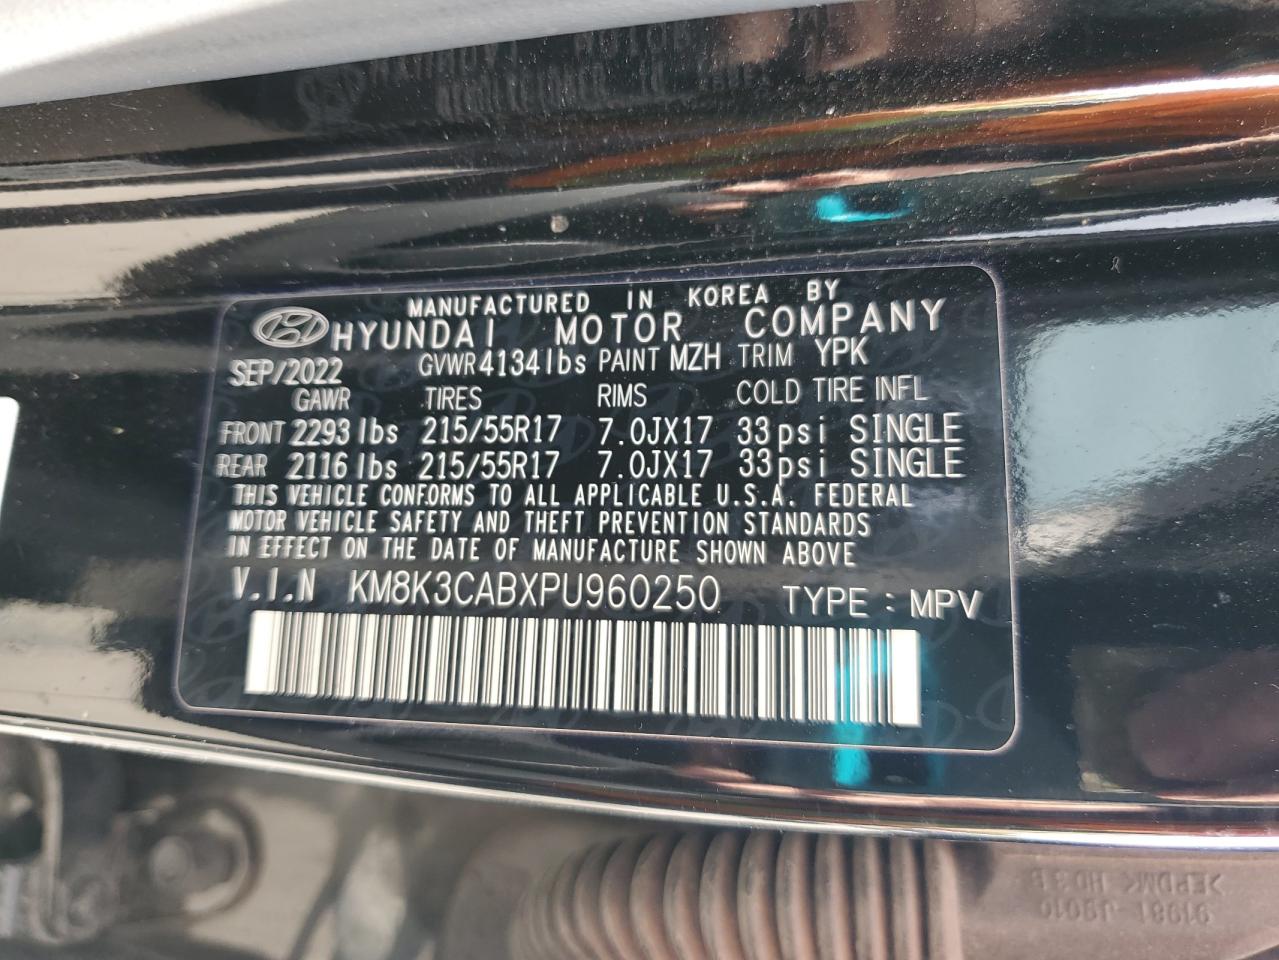 MANUFACTURED IN KOREA BY
HYUNDAI MOTOR COMPANY
SEP/2022 GVWR 4134lbs PAINT MZH TRIM YPK
GAWR TIRES RIMS COLD TIRE INFL
FRONT 2293 lbs 215/55R17 7.0JX17 33psi SINGLE
REAR 2116 lbs 215/55R17 7.0JX17 33psi SINGLE
THIS VEHICLE CONFORMS TO ALL APPLICABLE U.S.A. FEDERAL
MOTOR VEHICLE SAFETY AND THEFT PREVENTION STANDARDS
IN EFFECT ON THE DATE OF MANUFACTURE SHOWN ABOVE
V.I.N KM8K3CABXPU960250 TYPE : MPV